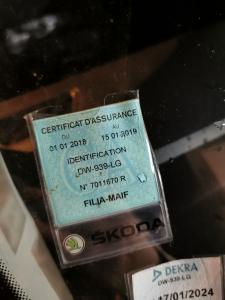 CERTIFICAT D'ASSURANCE
DU AU
01 01 2018 15 01 2019
IDENTIFICATION
DW-939-LG
N° 7011670 R
FILIA-MAIF
ŠKODA
DEKRA
DW-939-LG
17/01/2024